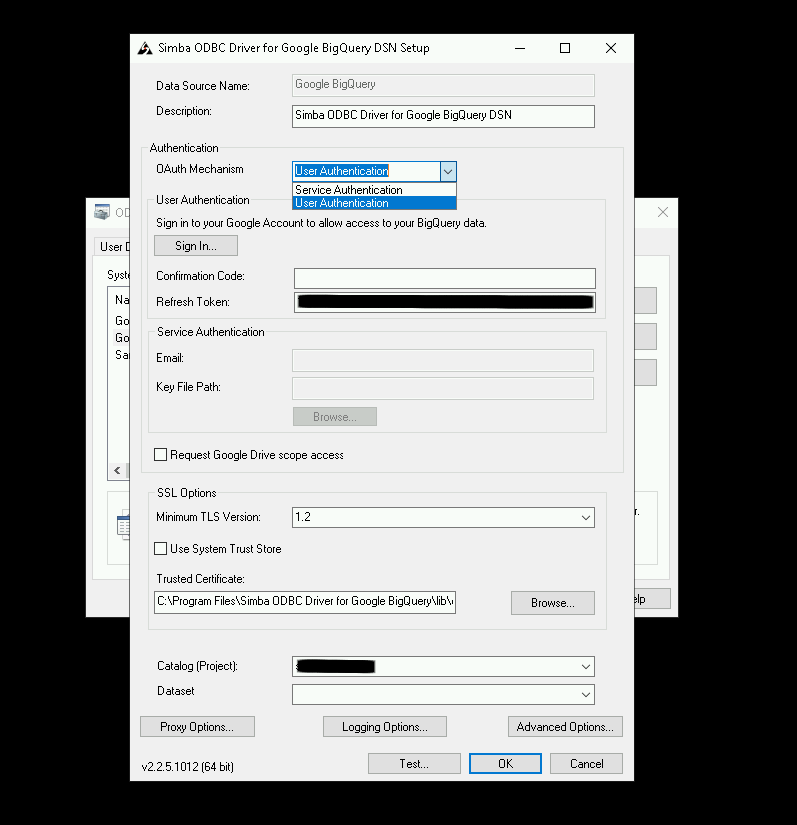 Simba ODBC Driver for Google BigQuery DSN Setup
Data Source Name:
Google BigQuery
Description:
Simba ODBC Driver for Google BigQuery DSN
Authentication
OAuth Mechanism
User Authentication
Service Authentication
User Authentication
User Authentication
Sign in to your Google Account to allow access to your BigQuery data.
Sign In...
Confirmation Code:
Refresh Token:
Service Authentication
Email:
Key File Path:
Browse...
Request Google Drive scope access
SSL Options
Minimum TLS Version:
1.2
Use System Trust Store
Trusted Certificate:
C:\Program Files\Simba ODBC Driver for Google BigQuery\lib\
Browse...
Catalog (Project):
Dataset
Proxy Options...
Logging Options...
Advanced Options...
v2.2.5.1012 (64 bit)
Test...
OK
Cancel
OD
User D
Syste
Na
Go
Go
Sa
r.
elp